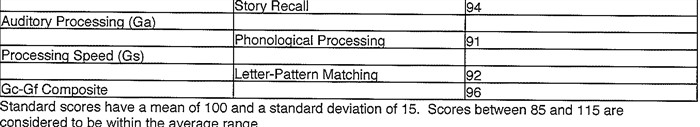 Story Recall 94
Auditory Processing (Ga)
Phonological Processing 91
Processing Speed (Gs)
Letter-Pattern Matching 92
Gc-Gf Composite 96
Standard scores have a mean of 100 and a standard deviation of 15. Scores between 85 and 115 are
considered to be within the average range